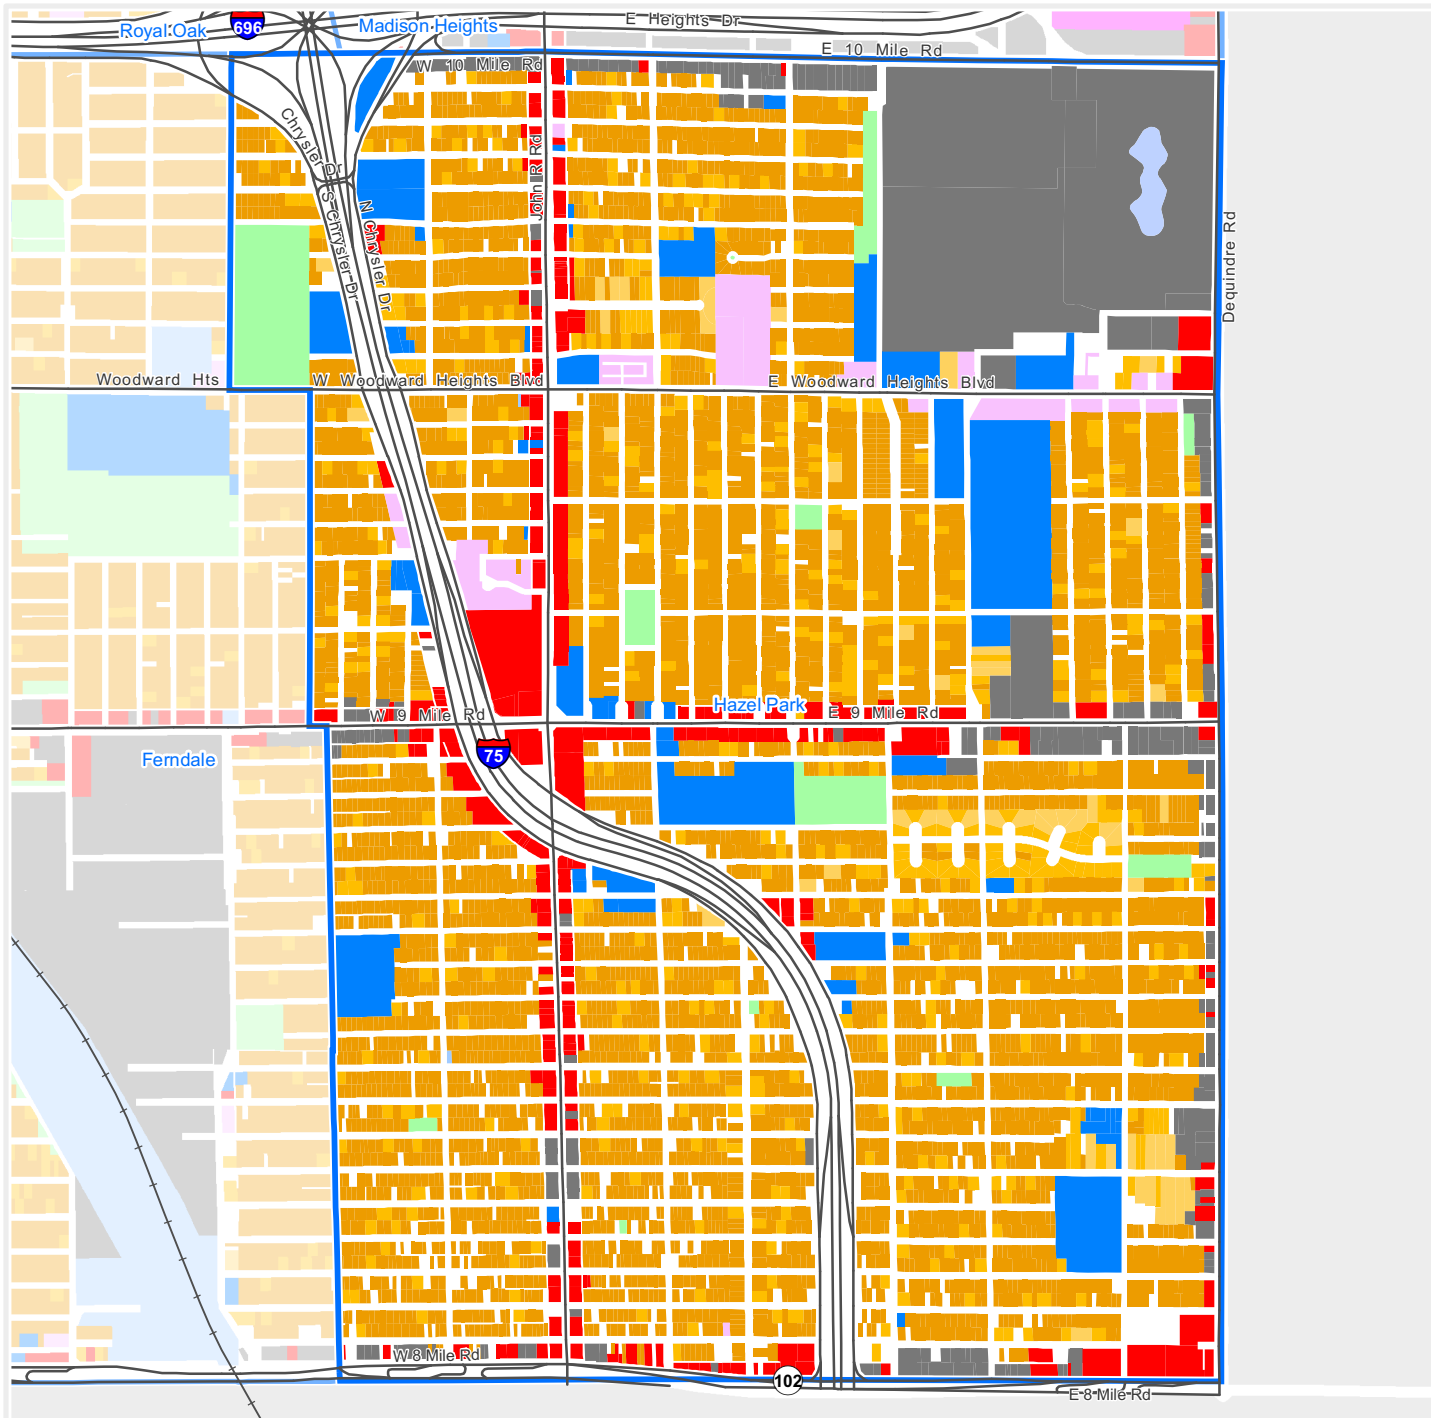 Royal Oak
696
Madison Heights
E Heights Dr
E 10 Mile Rd
W 10 Mile Rd
Chrysler Dr
John R Rd
S Chrysler Dr
N Chrysler Dr
Dequindre Rd
Woodward Hts
W Woodward Heights Blvd
E Woodward Heights Blvd
W 9 Mile Rd
Hazel Park
E 9 Mile Rd
75
Ferndale
W 8 Mile Rd
102
E 8 Mile Rd